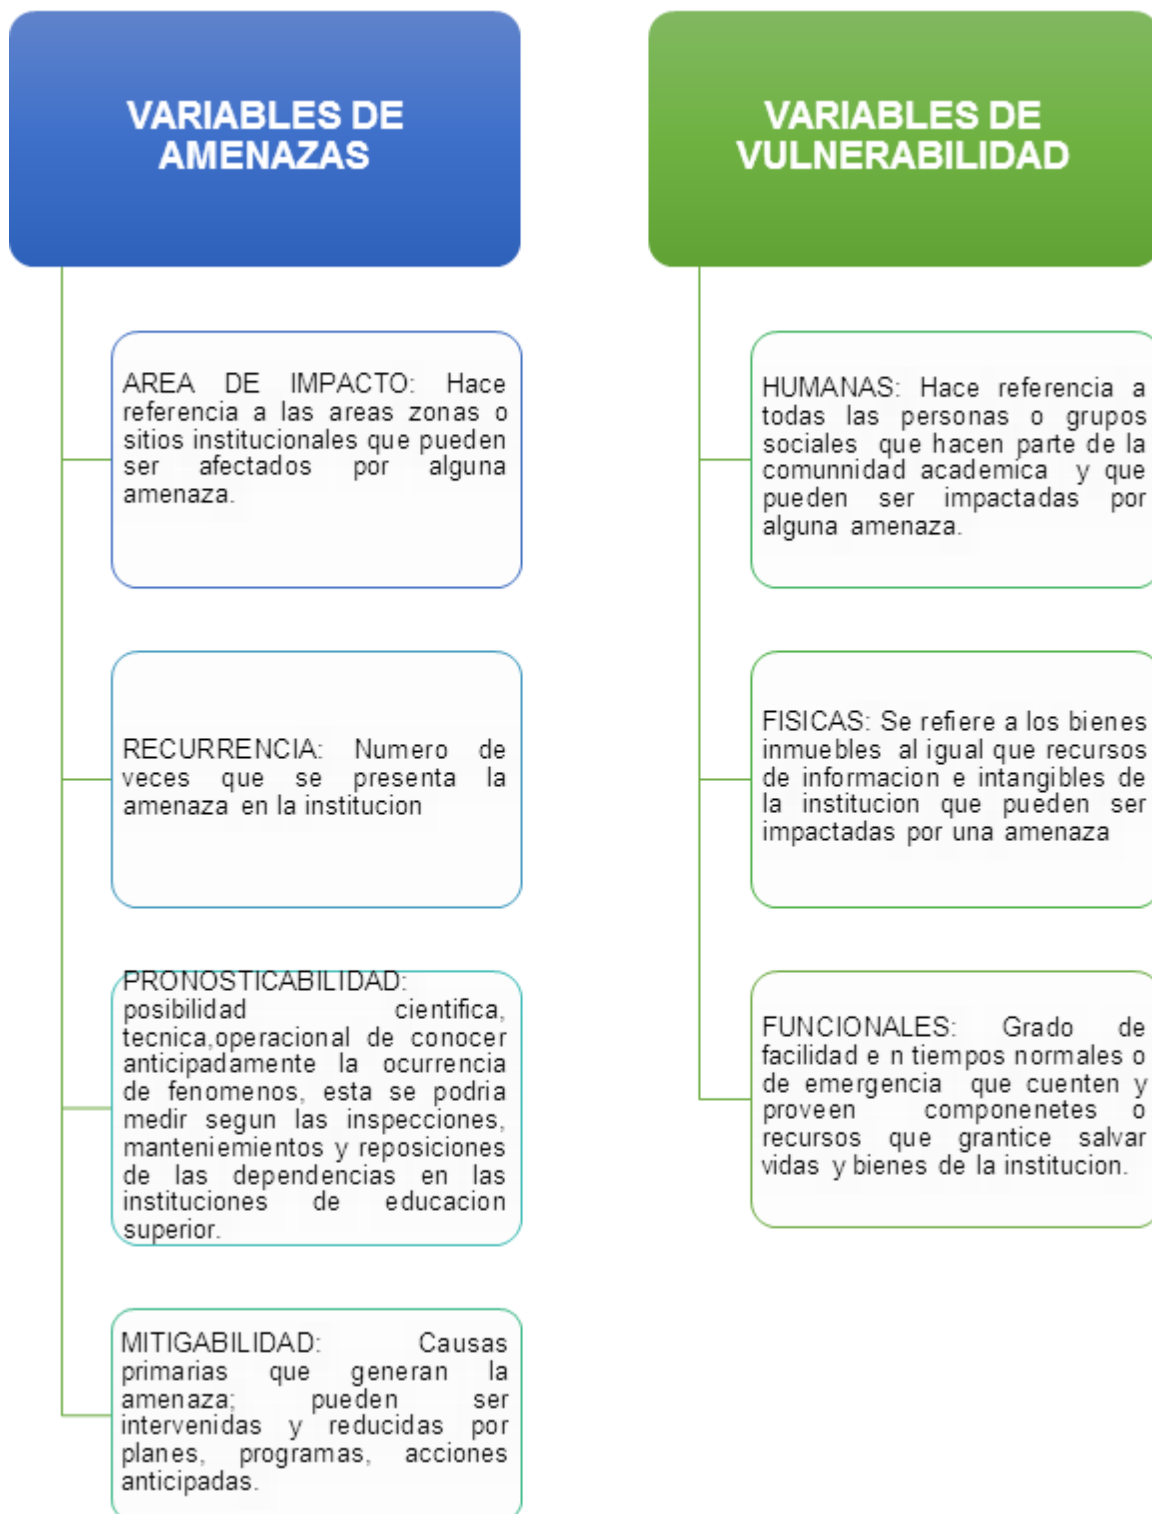 VARIABLES DE
AMENAZAS
AREA DE IMPACTO: Hace
referencia a las areas zonas o
sitios institucionales que pueden
ser afectados por alguna
amenaza.
RECURRENCIA: Numero de
veces que se presenta la
amenaza en la institucion
PRONOSTICABILIDAD:
posibilidad cientifica,
tecnica,operacional de conocer
anticipadamente la ocurrencia
de fenomenos, esta se podria
medir segun las inspecciones,
manteniemientos y reposiciones
de las dependencias en las
instituciones de educacion
superior.
MITIGABILIDAD: Causas
primarias que generan la
amenaza; pueden ser
intervenidas y reducidas por
planes, programas, acciones
anticipadas.
VARIABLES DE
VULNERABILIDAD
HUMANAS: Hace referencia a
todas las personas o grupos
sociales que hacen parte de la
comunnidad academica y que
pueden ser impactadas por
alguna amenaza.
FISICAS: Se refiere a los bienes
inmuebles al igual que recursos
de informacion e intangibles de
la institucion que pueden ser
impactadas por una amenaza
FUNCIONALES: Grado de
facilidad e n tiempos normales o
de emergencia que cuenten y
proveen componenetes o
recursos que grantice salvar
vidas y bienes de la institucion.